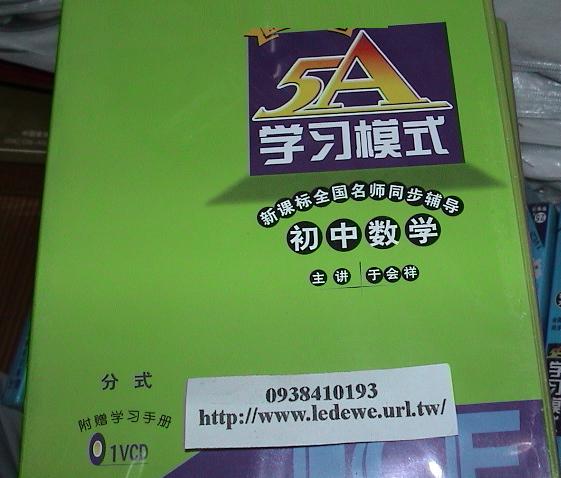 5A
学习模式
新课标全国名师同步辅导
初中数学
主讲 于会祥
分式
附赠学习手册
1VCD
0938410193
http://www.ledewe.url.tw/